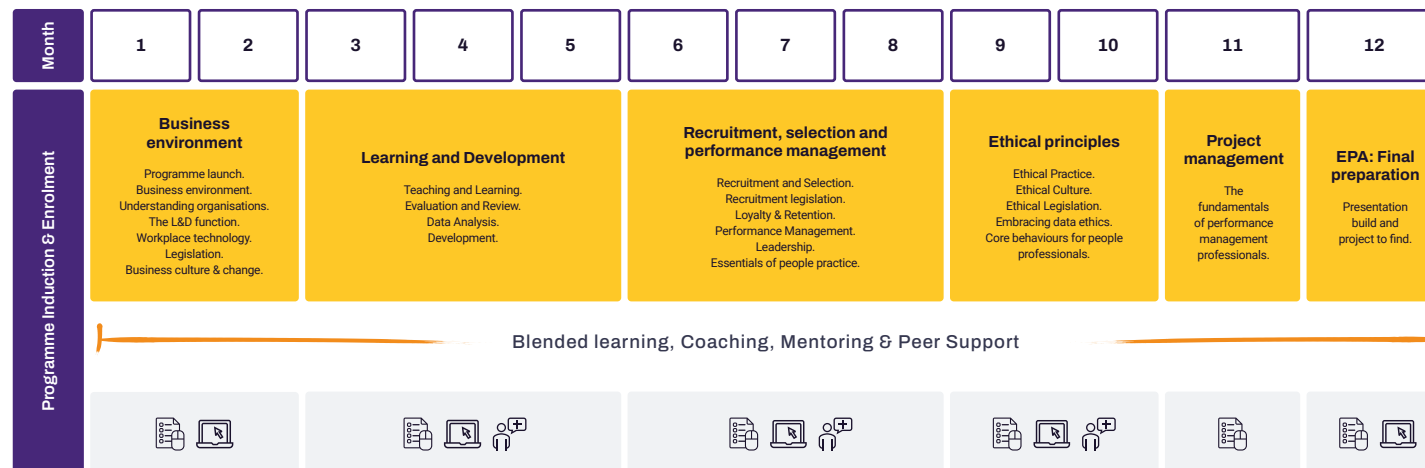 Month
1
2
3
4
5
6
7
8
9
10
11
12
Programme Induction & Enrolment
Business
environment
Programme launch.
Business environment.
Understanding organisations.
The L&D function.
Workplace technology.
Legislation.
Business culture & change.
Learning and Development
Teaching and Learning.
Evaluation and Review.
Data Analysis.
Development.
Recruitment, selection and
performance management
Recruitment and Selection.
Recruitment legislation.
Loyalty & Retention.
Performance Management.
Leadership.
Essentials of people practice.
Ethical principles
Ethical Practice.
Ethical Culture.
Ethical Legislation.
Embracing data ethics.
Core behaviours for people
professionals.
Project
management
The
fundamentals
of performance
management
professionals.
EPA: Final
preparation
Presentation
build and
project to find.
Blended learning, Coaching, Mentoring & Peer Support